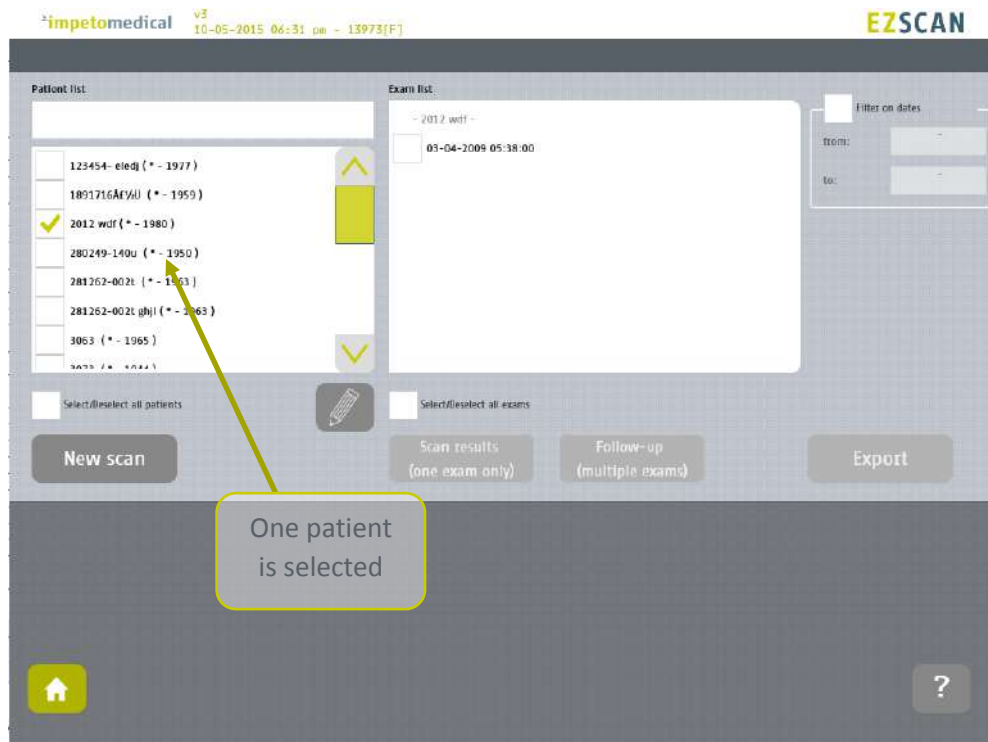 impetomedical
v3
10-05-2015 06:31 pm - 13973[F]
EZSCAN
Patient list
Exam list
- 2012 wdf -
03-04-2009 05:38:00
Filter on dates
from:
to:
123454- eledj ( * - 1977 )
1891716Å£¼U ( * - 1959 )
2012 wdf ( * - 1980 )
280249-140u ( * - 1950 )
281262-002t ( * - 1963 )
281262-002t ghjl ( * - 1963 )
3063 ( * - 1965 )
Select/Deselect all patients
Select/Deselect all exams
New scan
Scan results
(one exam only)
Follow-up
(multiple exams)
Export
One patient
is selected
?